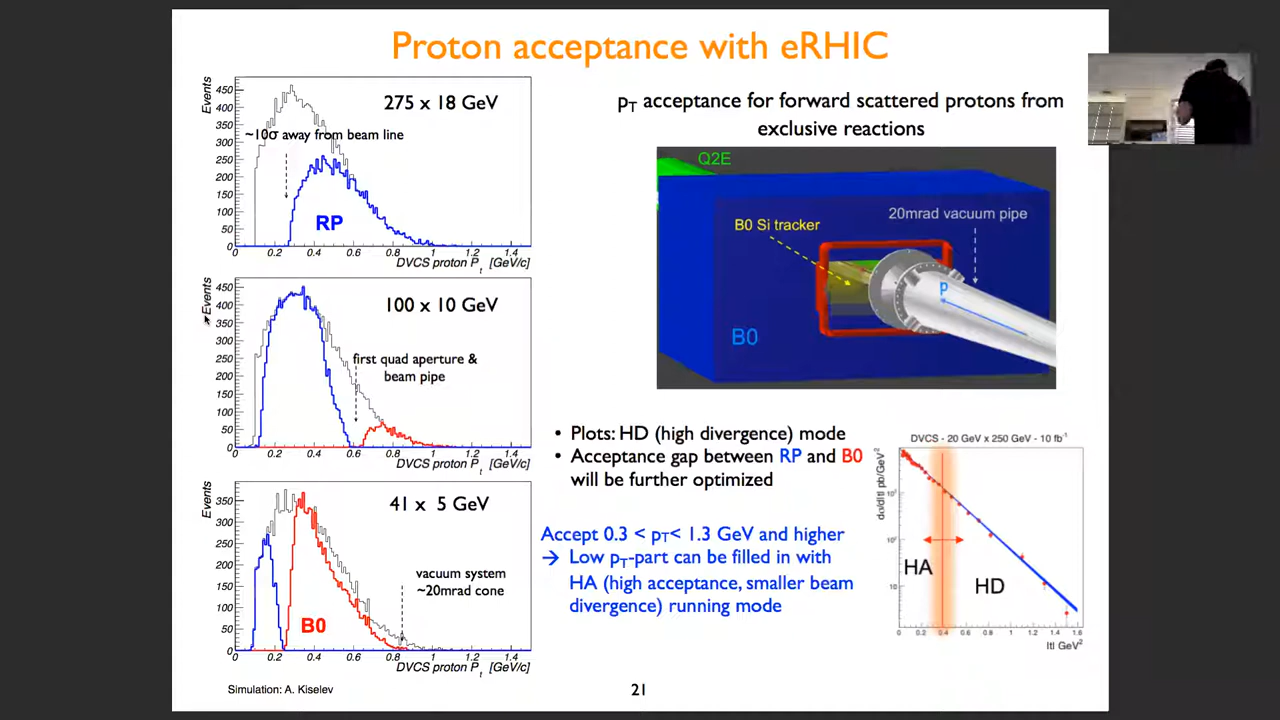 Proton acceptance with eRHIC
Events
450
400
350
300
250
200
150
100
50
0
275 x 18 GeV
~10σ away from beam line
RP
0 0.2 0.4 0.6 0.8 1 1.2 1.4
DVCS proton Pt [GeV/c]
Events
450
400
350
300
250
200
150
100
50
0
100 x 10 GeV
first quad aperture &
beam pipe
0 0.2 0.4 0.6 0.8 1 1.2 1.4
DVCS proton Pt [GeV/c]
Events
350
300
250
200
150
100
50
0
41 x 5 GeV
vacuum system
~20mrad cone
B0
0 0.2 0.4 0.6 0.8 1 1.2 1.4
DVCS proton Pt [GeV/c]
Simulation: A. Kiselev
pT acceptance for forward scattered protons from
exclusive reactions
Q2E
20mrad vacuum pipe
B0 Si tracker
p
B0
• Plots: HD (high divergence) mode
• Acceptance gap between RP and B0
will be further optimized
Accept 0.3 < pT< 1.3 GeV and higher
→ Low pT-part can be filled in with
HA (high acceptance, smaller beam
divergence) running mode
DVCS - 20 GeV x 250 GeV - 10 fb-1
dσ/d|t| pb/GeV2
10
HA
HD
0 0.2 0.4 0.6 0.8 1 1.2 1.4 1.6
|t| GeV2
21